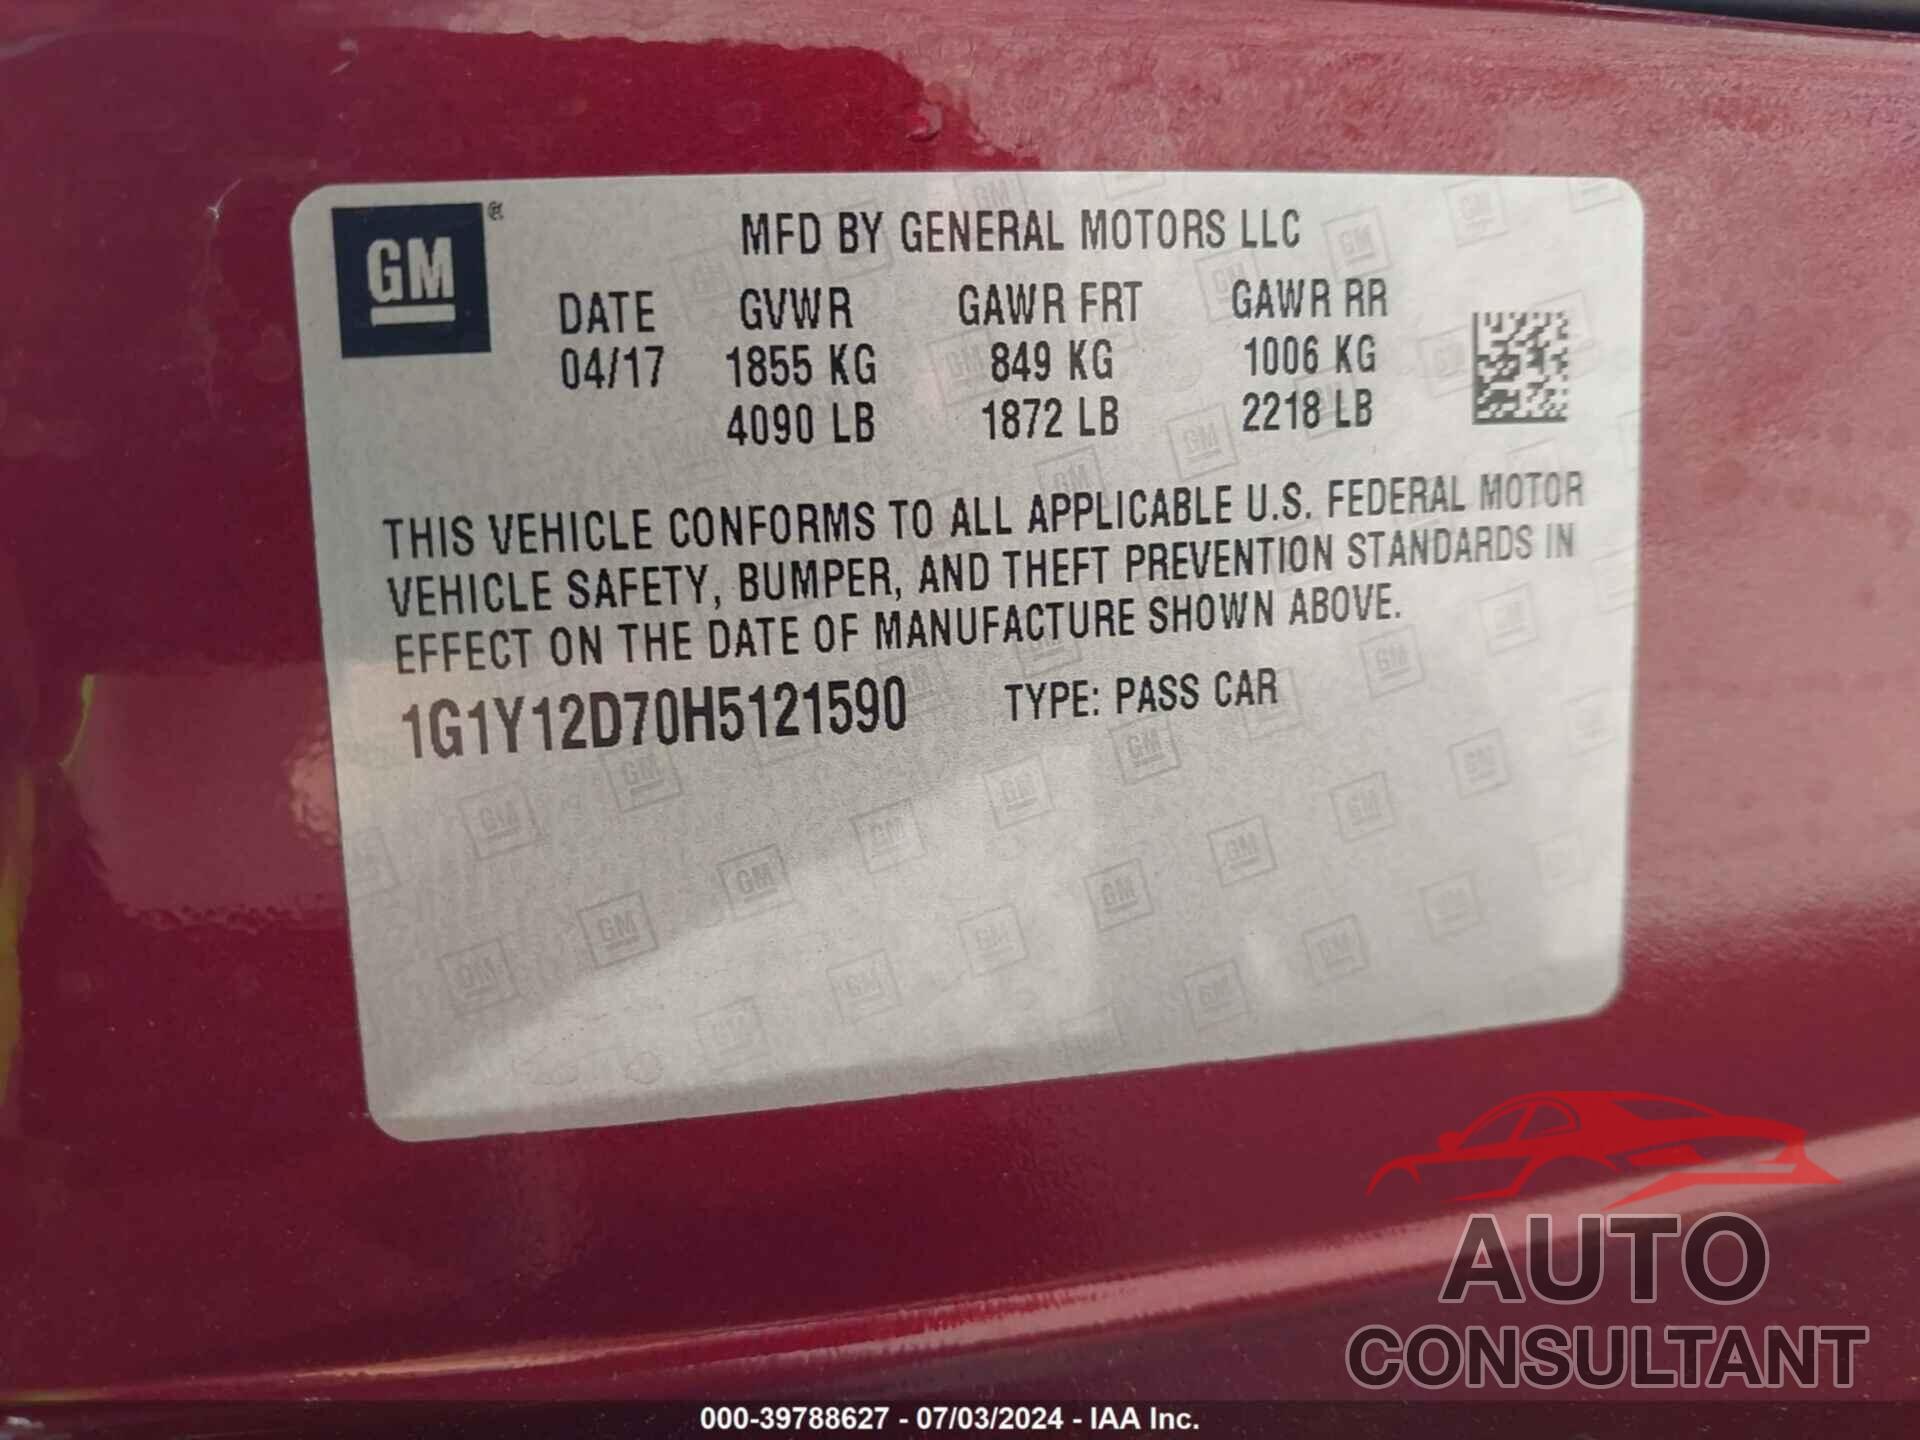 GM
MFD BY GENERAL MOTORS LLC
DATE GVWR GAWR FRT GAWR RR
04/17 1855 KG 849 KG 1006 KG
4090 LB 1872 LB 2218 LB
THIS VEHICLE CONFORMS TO ALL APPLICABLE U.S. FEDERAL MOTOR
VEHICLE SAFETY, BUMPER, AND THEFT PREVENTION STANDARDS IN
EFFECT ON THE DATE OF MANUFACTURE SHOWN ABOVE.
1G1Y12D70H5121590 TYPE: PASS CAR
AUTO
CONSULTANT
000-39788627 - 07/03/2024 - IAA Inc.